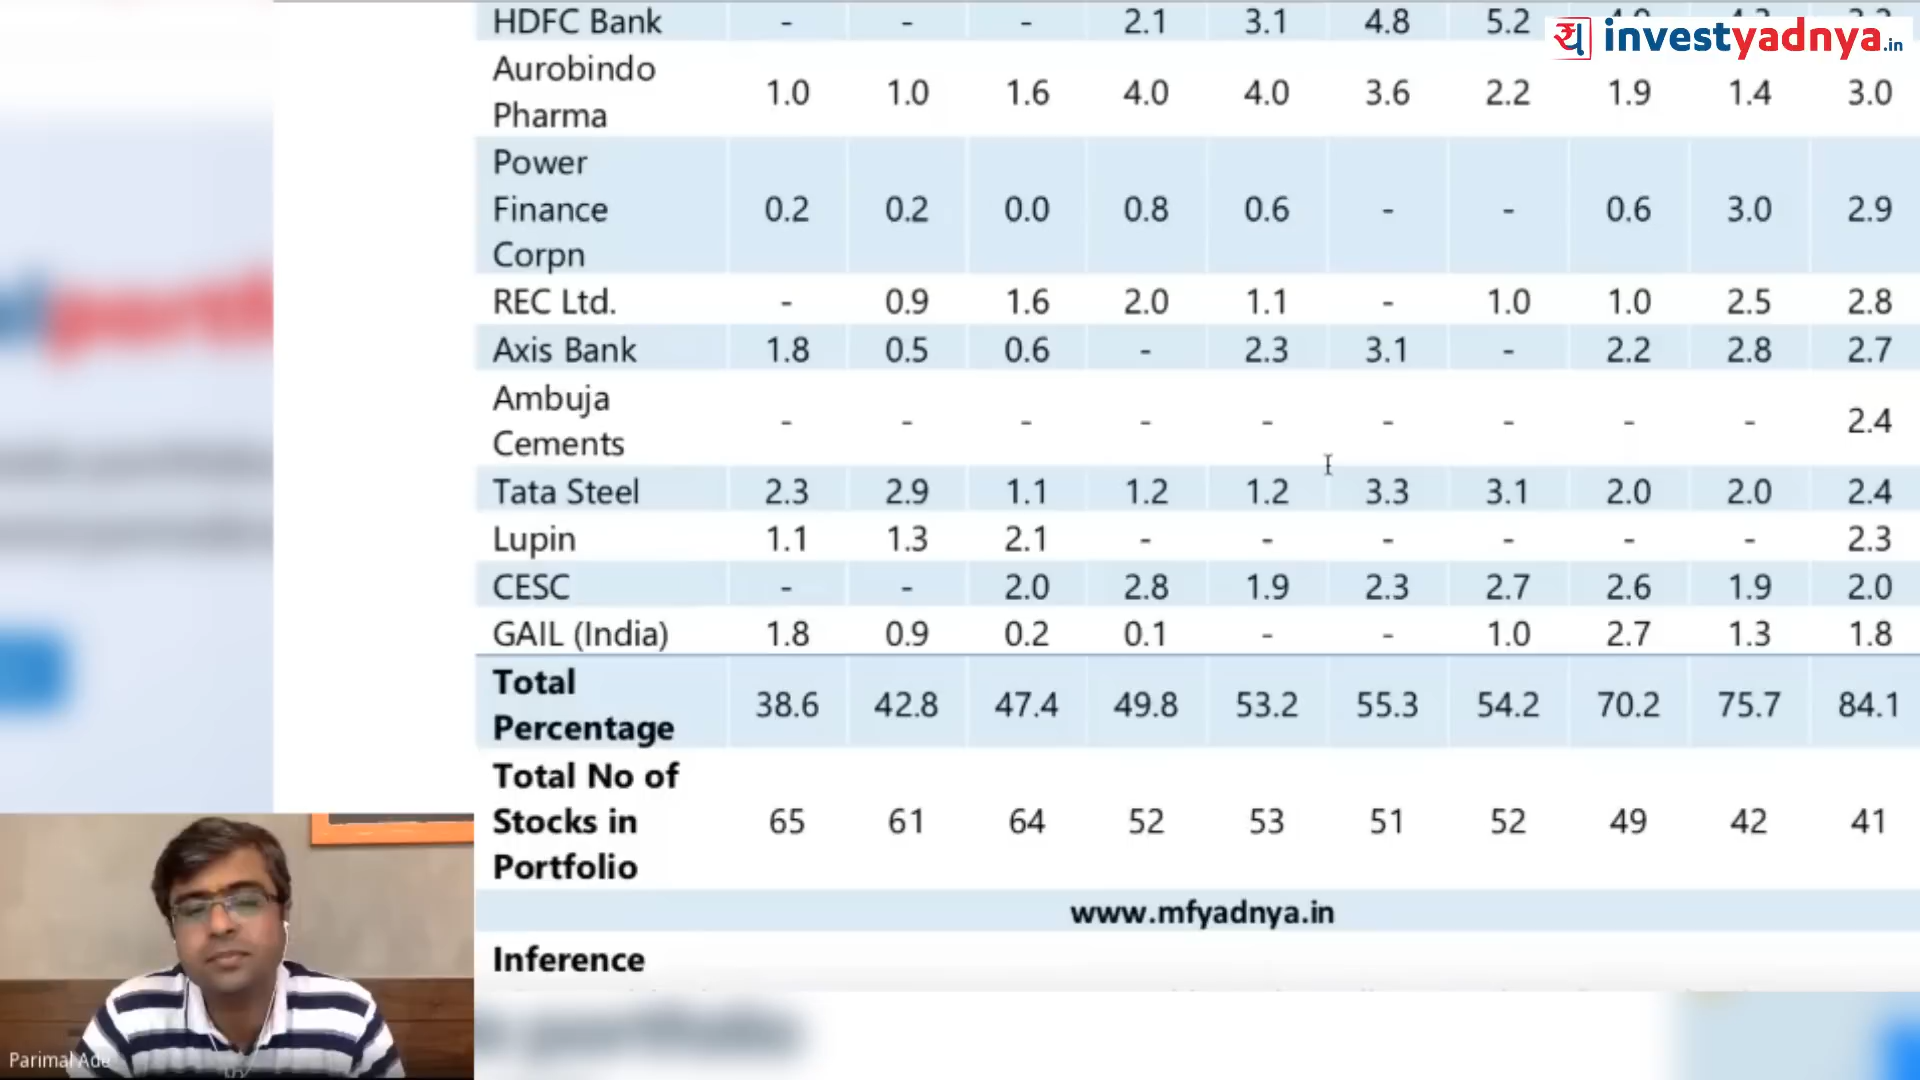 HDFC Bank - - - 2.1 3.1 4.8 5.2
investyadnya.in
Aurobindo
Pharma 1.0 1.0 1.6 4.0 4.0 3.6 2.2 1.9 1.4 3.0
Power
Finance
Corpn 0.2 0.2 0.0 0.8 0.6 - - 0.6 3.0 2.9
REC Ltd. - 0.9 1.6 2.0 1.1 - 1.0 1.0 2.5 2.8
Axis Bank 1.8 0.5 0.6 - 2.3 3.1 - 2.2 2.8 2.7
Ambuja
Cements - - - - - - - - - 2.4
Tata Steel 2.3 2.9 1.1 1.2 1.2 3.3 3.1 2.0 2.0 2.4
Lupin 1.1 1.3 2.1 - - - - - - 2.3
CESC - - 2.0 2.8 1.9 2.3 2.7 2.6 1.9 2.0
GAIL (India) 1.8 0.9 0.2 0.1 - - 1.0 2.7 1.3 1.8
Total
Percentage 38.6 42.8 47.4 49.8 53.2 55.3 54.2 70.2 75.7 84.1
Total No of
Stocks in
Portfolio 65 61 64 52 53 51 52 49 42 41
www.mfyadnya.in
Inference
Parimal Ade